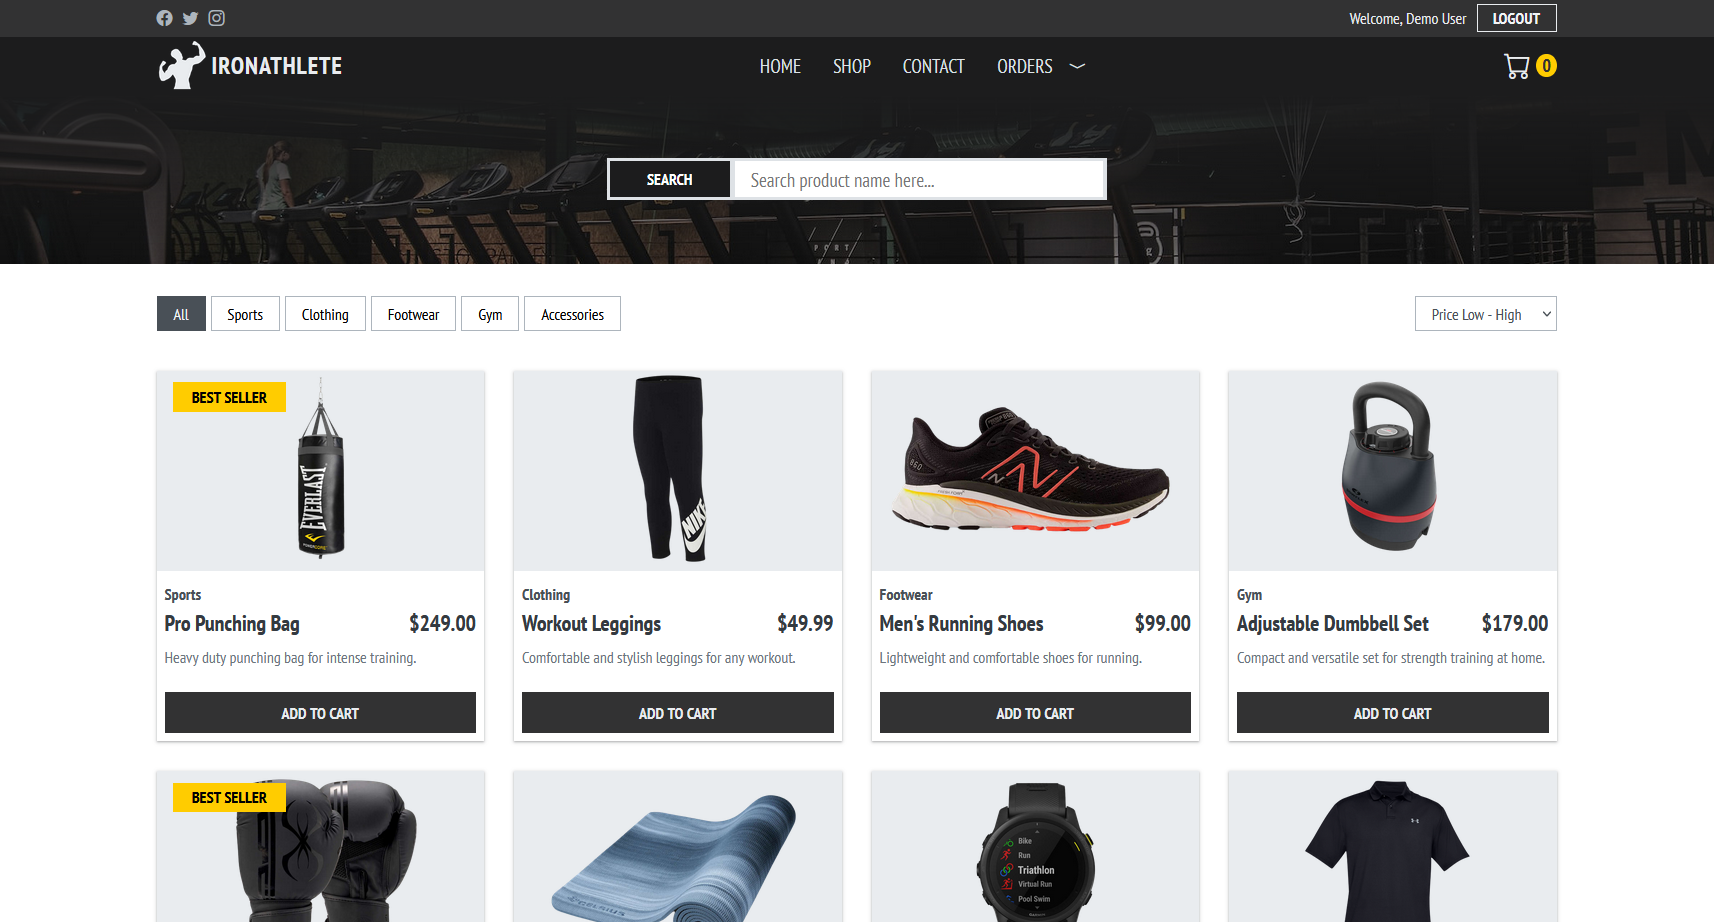 Welcome, Demo User
LOGOUT
IRONATHLETE
HOME
SHOP
CONTACT
ORDERS
0
SEARCH
Search product name here...
All
Sports
Clothing
Footwear
Gym
Accessories
Price Low - High
BEST SELLER
EVERLAST
NIKE
860
Sports
Pro Punching Bag
$249.00
Heavy duty punching bag for intense training.
ADD TO CART
Clothing
Workout Leggings
$49.99
Comfortable and stylish leggings for any workout.
ADD TO CART
Footwear
Men's Running Shoes
$99.00
Lightweight and comfortable shoes for running.
ADD TO CART
Gym
Adjustable Dumbbell Set
$179.00
Compact and versatile set for strength training at home.
ADD TO CART
BEST SELLER
CELSIUS
Bike
Run
Triathlon
Virtual Run
Pool Swim